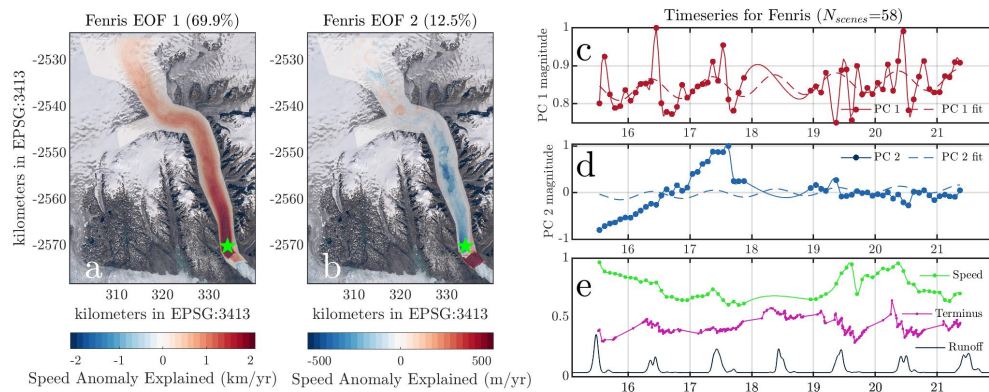 Fenris EOF 1 (69.9%)
Fenris EOF 2 (12.5%)
Timeseries for Fenris (N_scenes=58)
kilometers in EPSG:3413
-2530
-2540
-2550
-2560
-2570
a
310
320
330
kilometers in EPSG:3413
-2
-1
0
1
2
Speed Anomaly Explained (km/yr)
-2530
-2540
-2550
-2560
-2570
b
310
320
330
kilometers in EPSG:3413
-500
0
500
Speed Anomaly Explained (m/yr)
c
PC 1 magnitude
1
0.9
0.8
PC 1
PC 1 fit
16
17
18
19
20
21
d
PC 2 magnitude
1
0
-1
PC 2
PC 2 fit
16
17
18
19
20
21
e
1
0.5
0
Speed
Terminus
Runoff
16
17
18
19
20
21